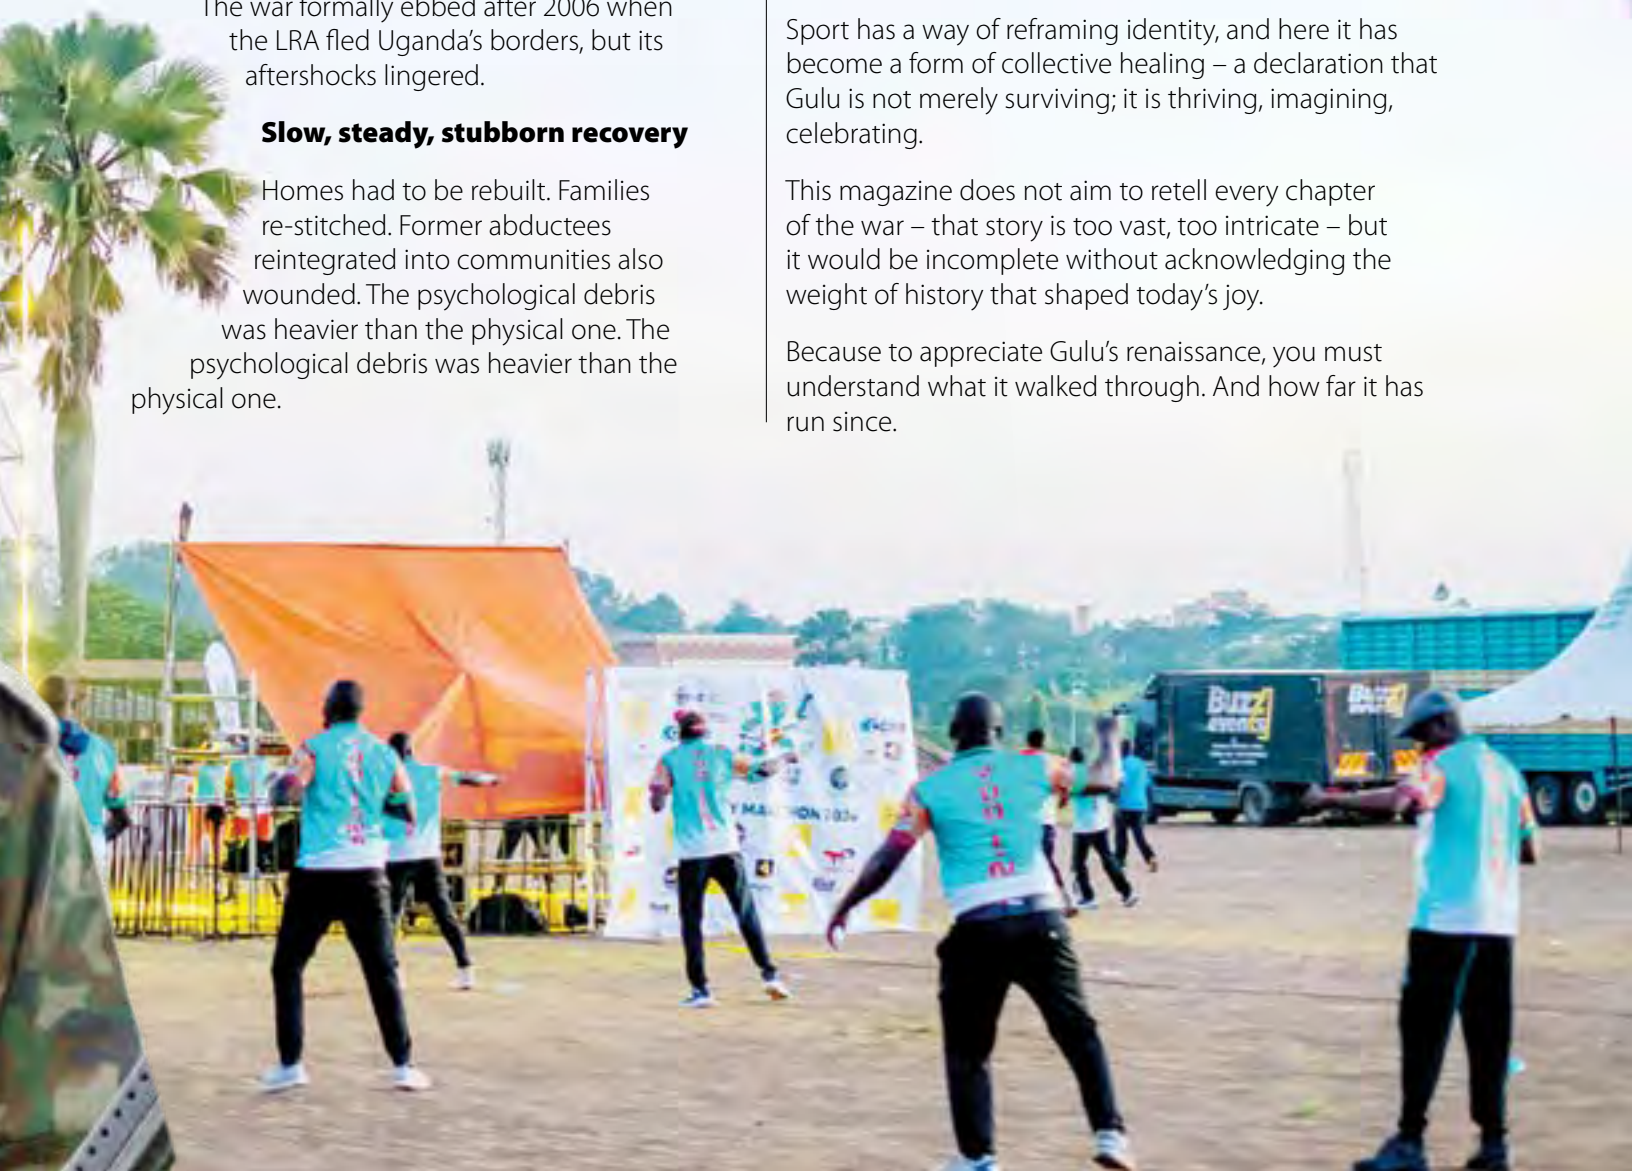 The war formally ebbed after 2006 when
the LRA fled Uganda’s borders, but its
aftershocks lingered.
Slow, steady, stubborn recovery
Homes had to be rebuilt. Families
re-stitched. Former abductees
reintegrated into communities also
wounded. The psychological debris
was heavier than the physical one. The
psychological debris was heavier than the
physical one.
Sport has a way of reframing identity, and here it has
become a form of collective healing – a declaration that
Gulu is not merely surviving; it is thriving, imagining,
celebrating.
This magazine does not aim to retell every chapter
of the war – that story is too vast, too intricate – but
it would be incomplete without acknowledging the
weight of history that shaped today’s joy.
Because to appreciate Gulu’s renaissance, you must
understand what it walked through. And how far it has
run since.
Buzz
events